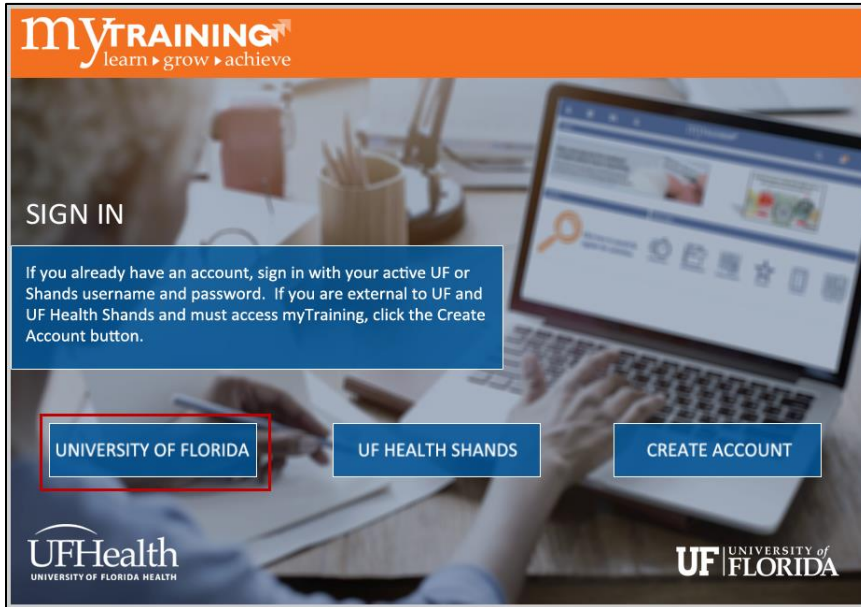 myTRAINING
learn ▸ grow ▸ achieve
SIGN IN
If you already have an account, sign in with your active UF or
Shands username and password.  If you are external to UF and
UF Health Shands and must access myTraining, click the Create
Account button.
UNIVERSITY OF FLORIDA
UF HEALTH SHANDS
CREATE ACCOUNT
UFHealth
UNIVERSITY OF FLORIDA HEALTH
UF UNIVERSITY of
FLORIDA